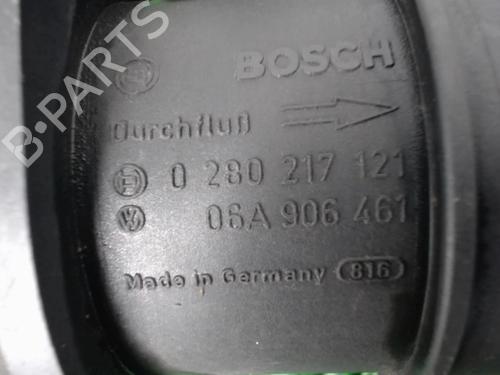 BOSCH
Durchfluß
0 280 217 121
06A 906 461
Made in Germany 816
B-PARTS